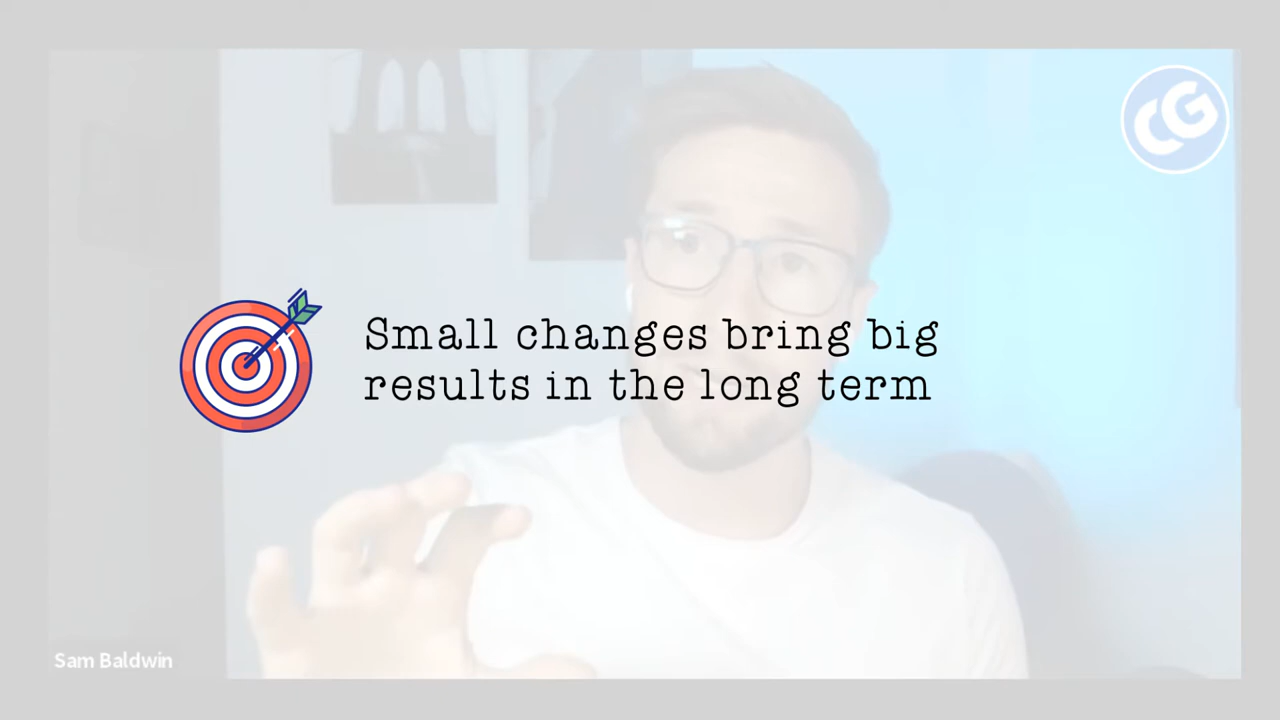 CG
Small changes bring big
results in the long term
Sam Baldwin